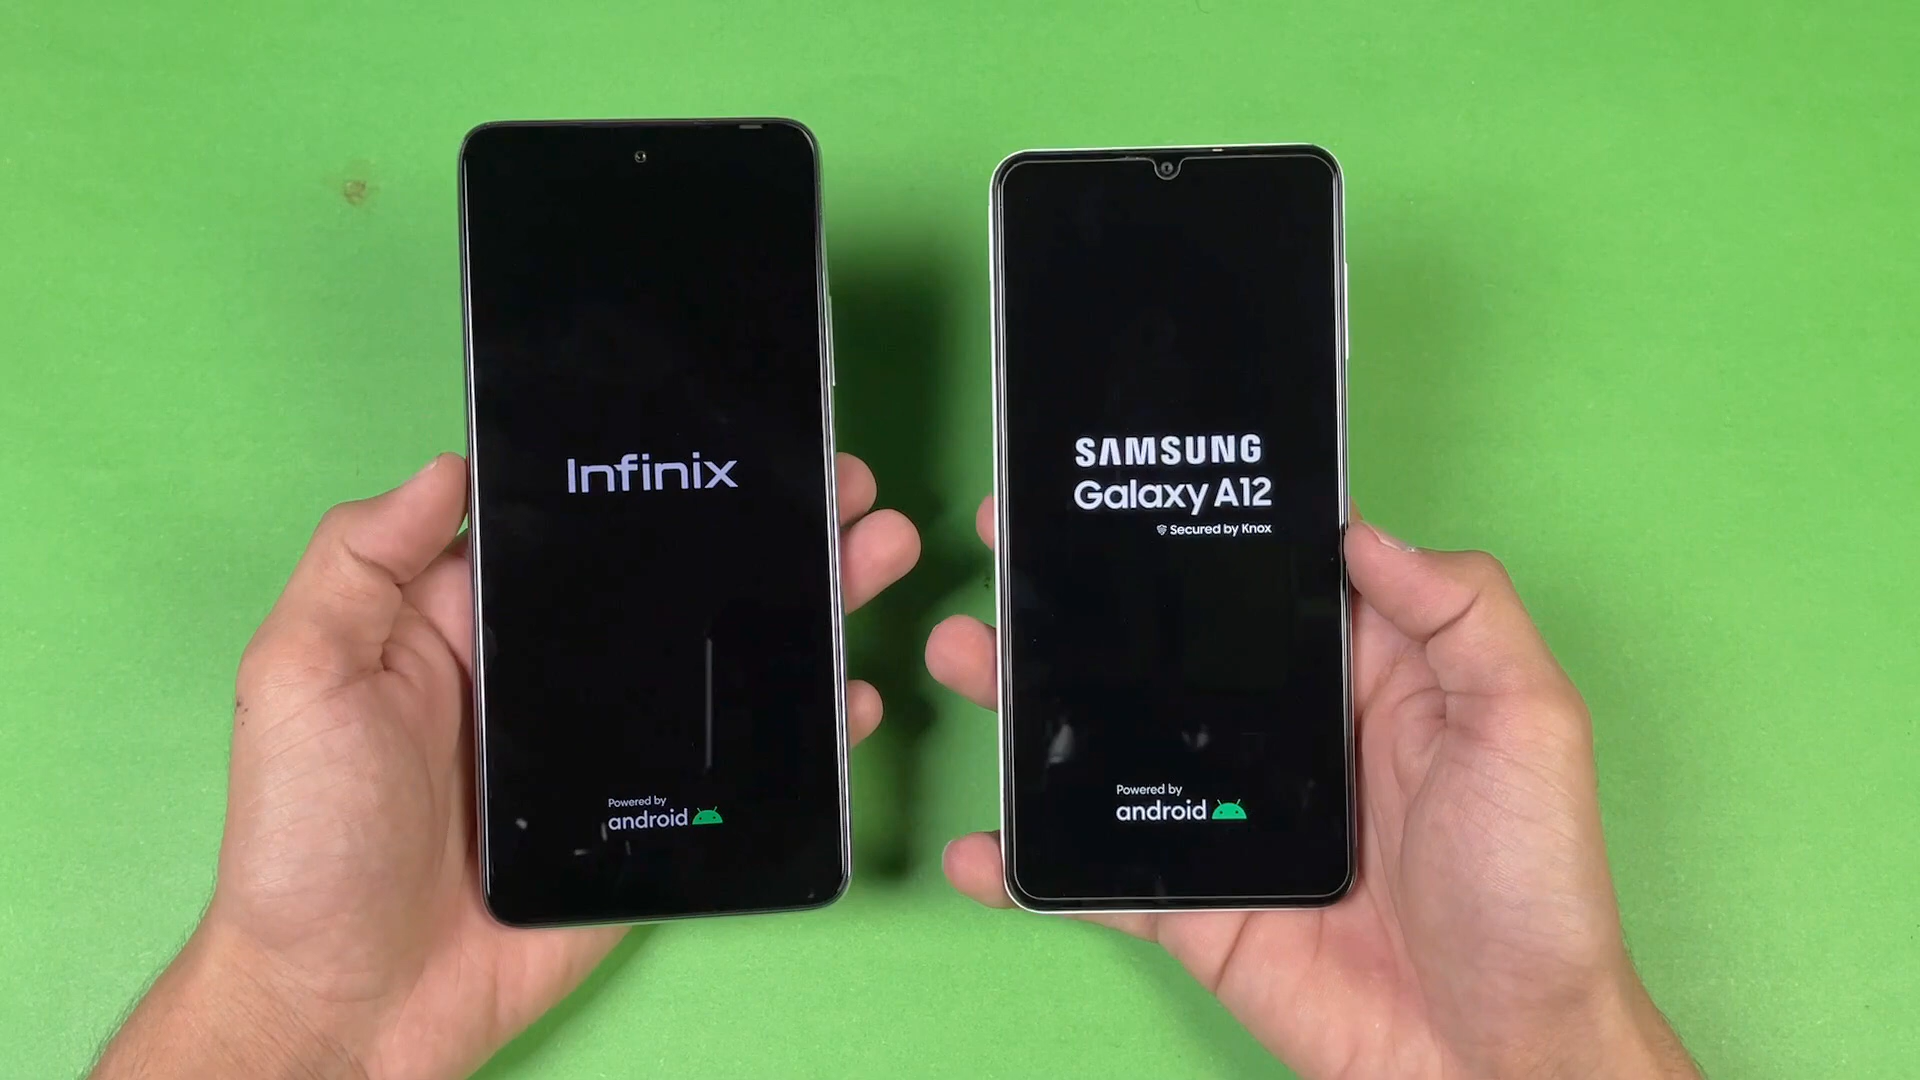 Infinix
Powered by
android
SAMSUNG
Galaxy A12
Secured by Knox
Powered by
android